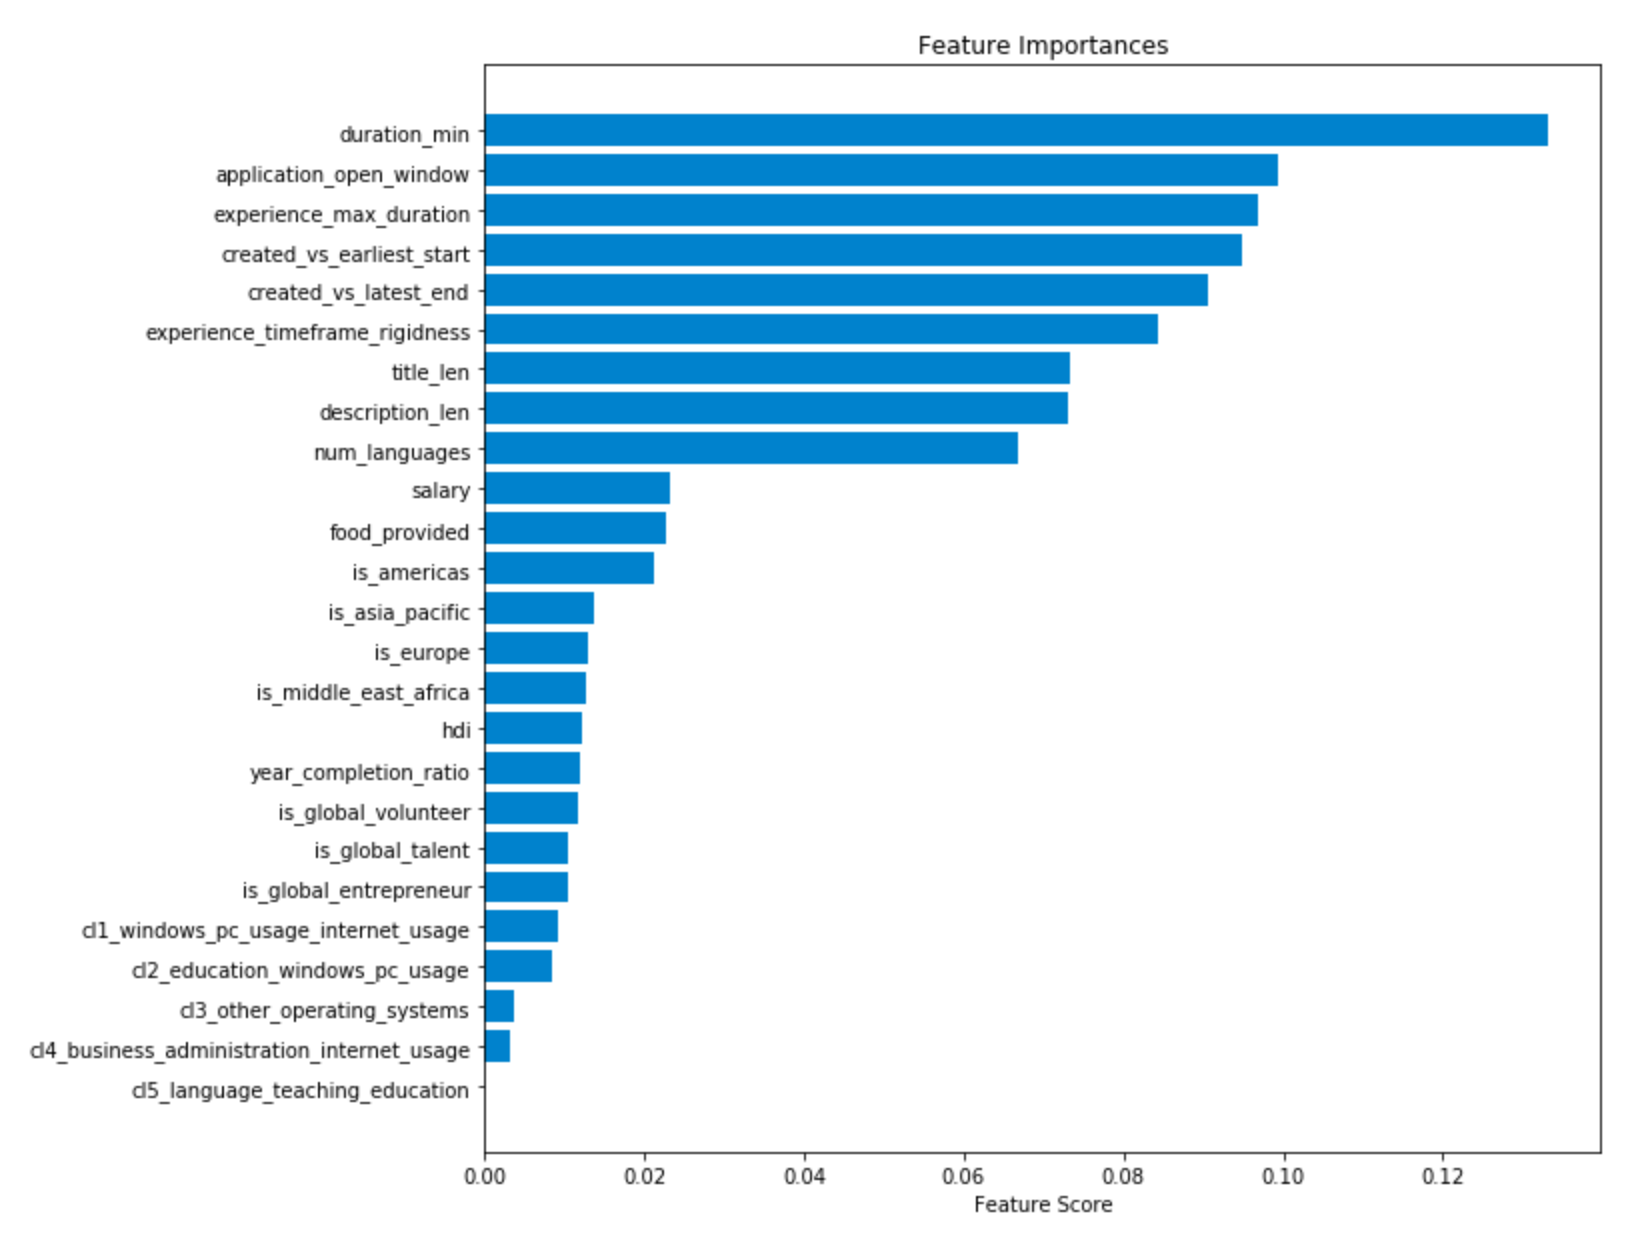 Feature Importances
duration_min
application_open_window
experience_max_duration
created_vs_earliest_start
created_vs_latest_end
experience_timeframe_rigidness
title_len
description_len
num_languages
salary
food_provided
is_americas
is_asia_pacific
is_europe
is_middle_east_africa
hdi
year_completion_ratio
is_global_volunteer
is_global_talent
is_global_entrepreneur
cl1_windows_pc_usage_internet_usage
cl2_education_windows_pc_usage
cl3_other_operating_systems
cl4_business_administration_internet_usage
cl5_language_teaching_education
0.00 0.02 0.04 0.06 0.08 0.10 0.12
Feature Score